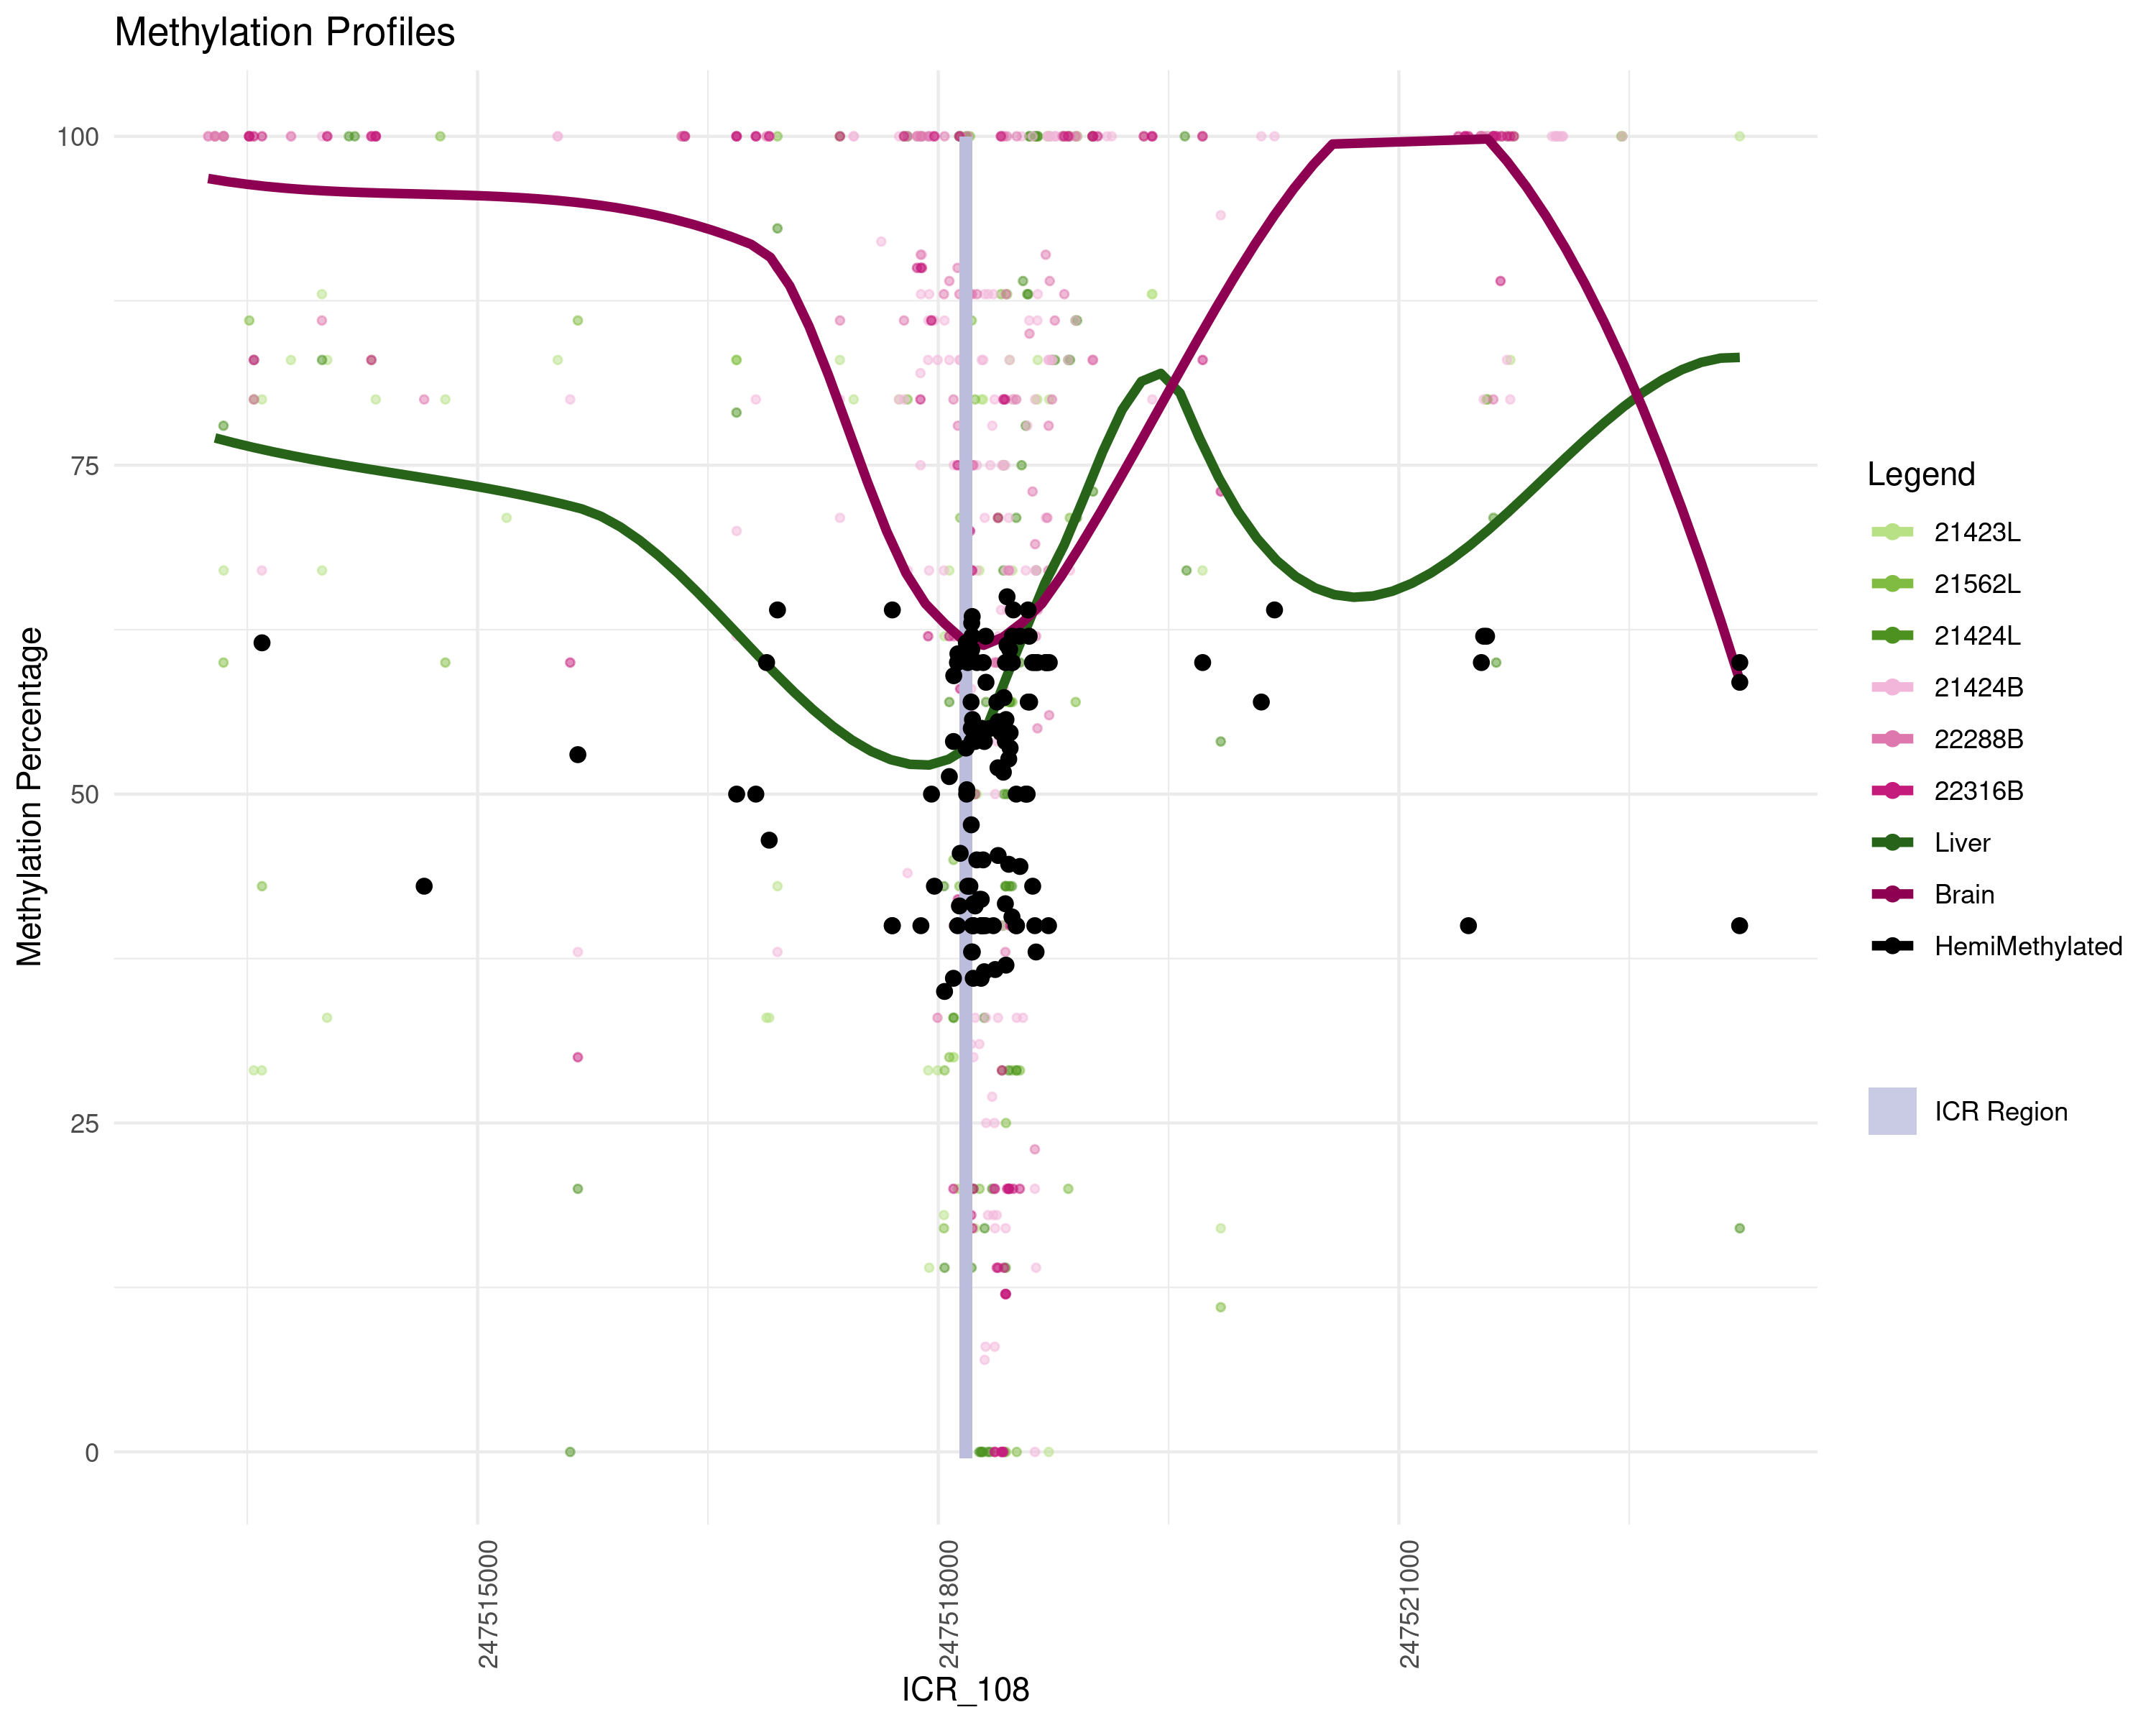 Methylation Profiles
Methylation Percentage
100
75
50
25
0
247515000
247518000
247521000
ICR_108
Legend
21423L
21562L
21424L
21424B
22288B
22316B
Liver
Brain
HemiMethylated
ICR Region